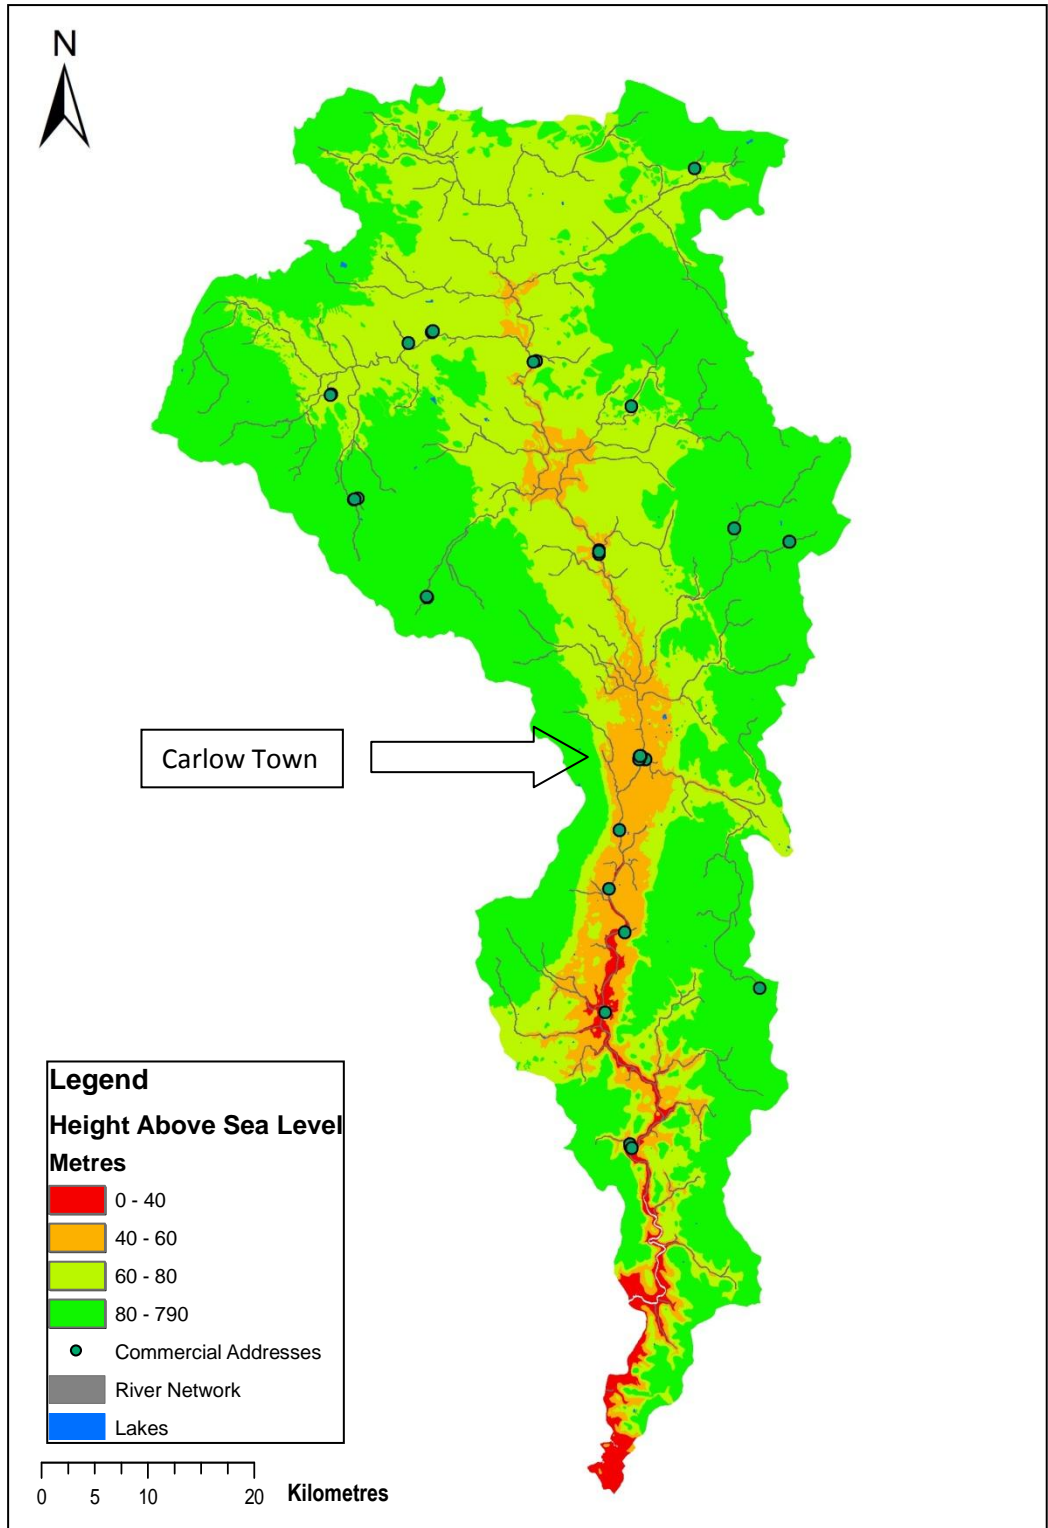 N
Carlow Town
Legend
Height Above Sea Level
Metres
0 - 40
40 - 60
60 - 80
80 - 790
Commercial Addresses
River Network
Lakes
0 5 10 20 Kilometres